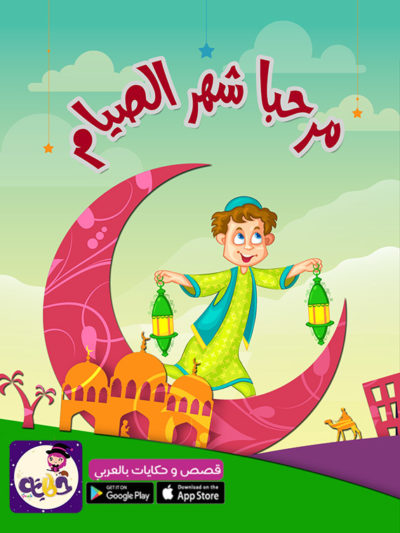 مرحبا شهر الصيام
قصص و حكايات بالعربي
GET IT ON
Google Play
Download on the
App Store